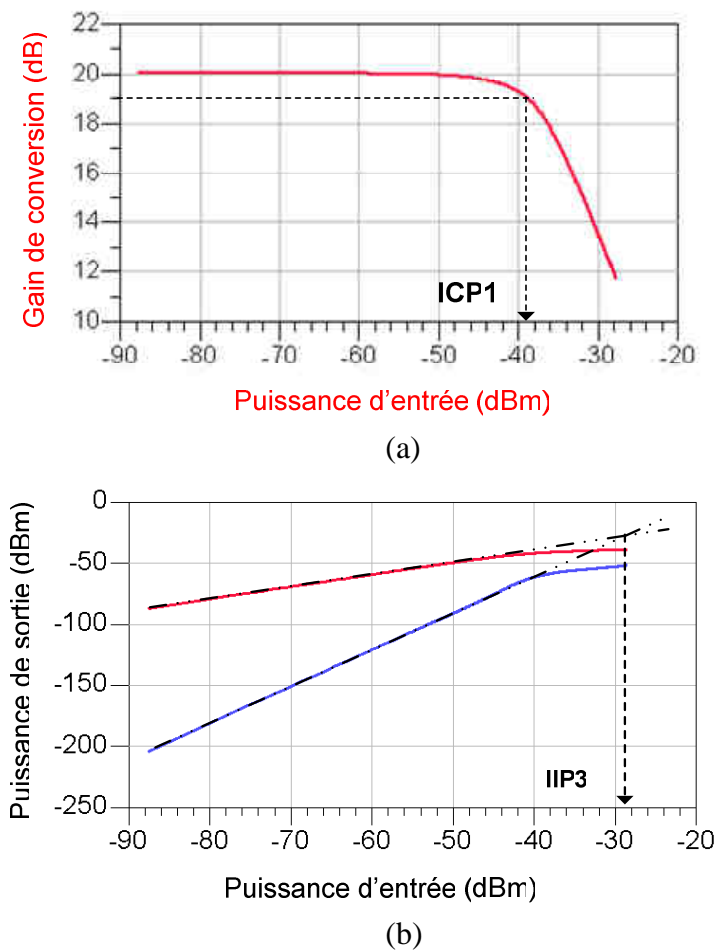 Gain de conversion (dB)
22
20
18
16
14
12
10
ICP1
-90 -80 -70 -60 -50 -40 -30 -20
Puissance d'entrée (dBm)
(a)
Puissance de sortie (dBm)
0
-50
-100
-150
-200
-250
IIP3
-90 -80 -70 -60 -50 -40 -30 -20
Puissance d'entrée (dBm)
(b)